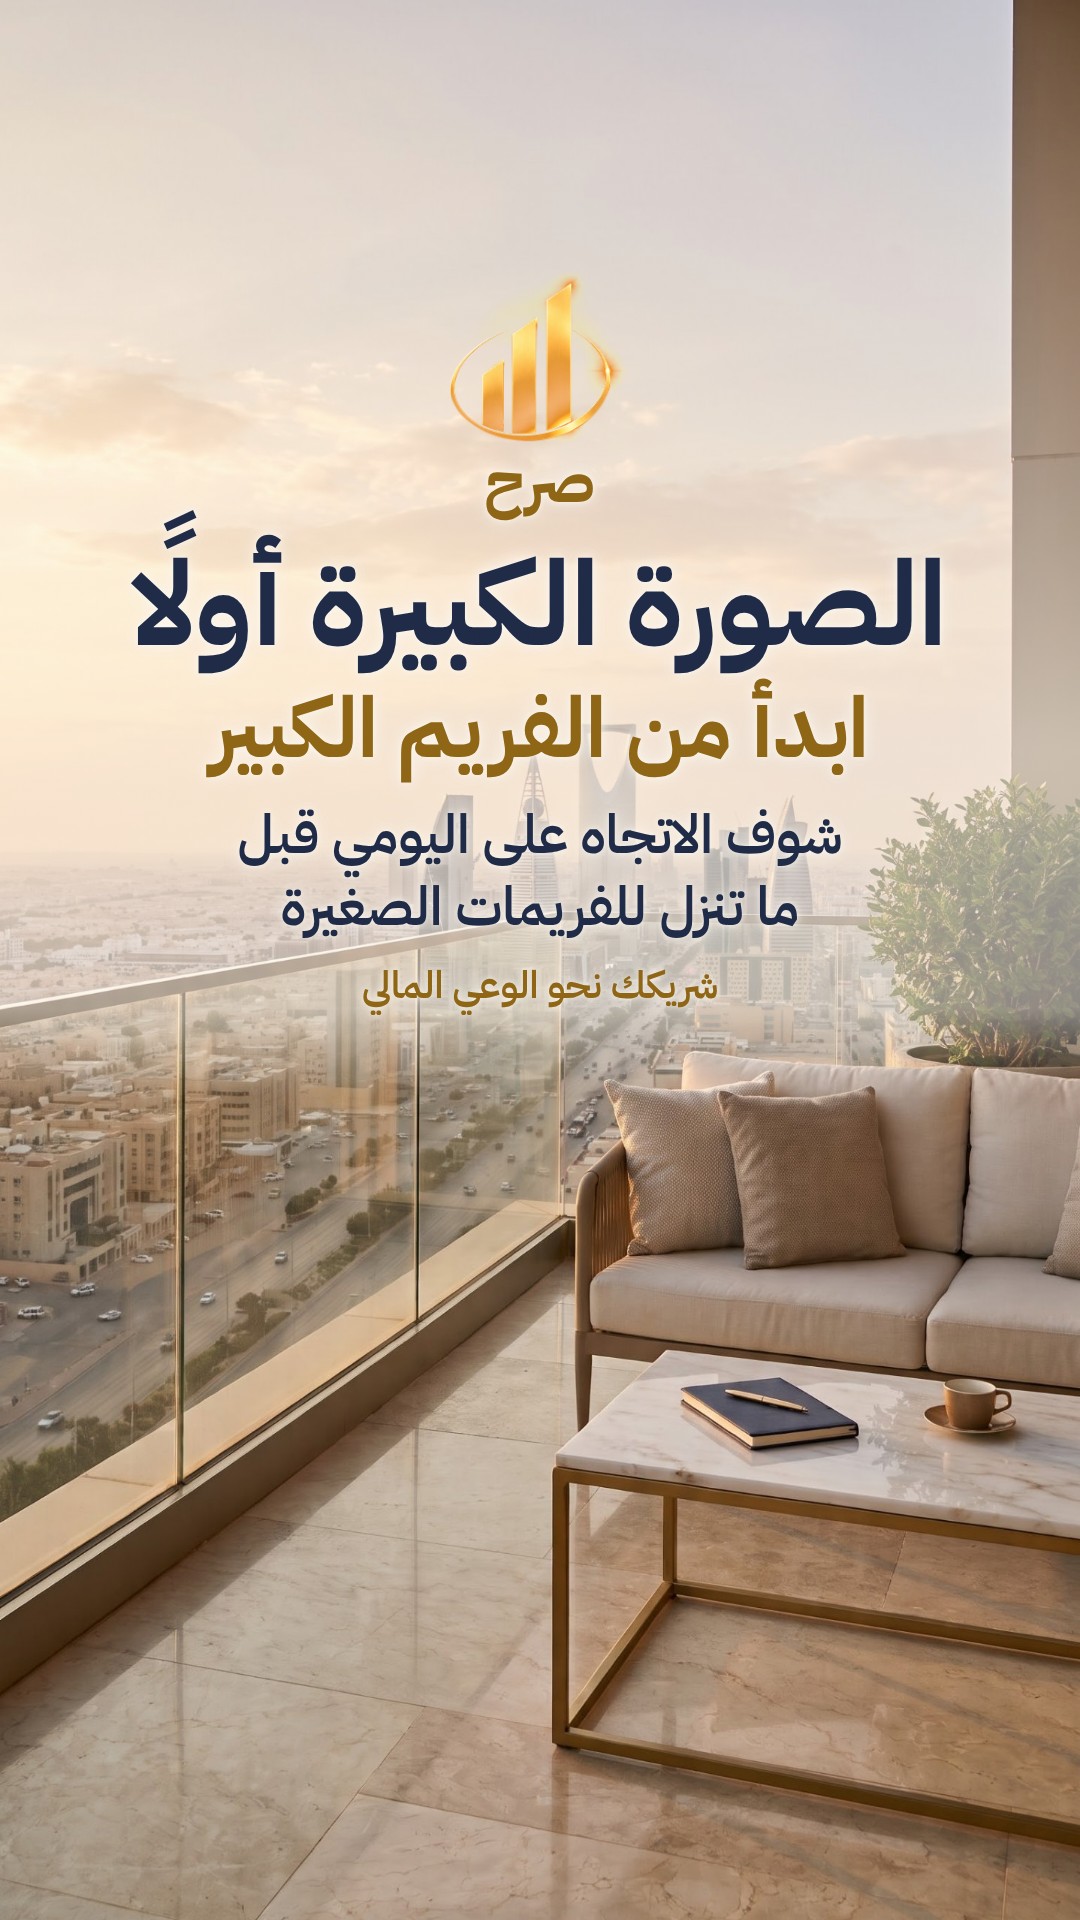 صرح
الصورة الكبيرة أولًا
ابدأ من الفريم الكبير
شوف الاتجاه على اليومي قبل
ما تنزل للفريمات الصغيرة
شريكك نحو الوعي المالي